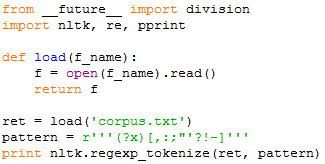 from __future__ import division
import nltk, re, pprint
def load(f_name):
    f = open(f_name).read()
    return f
ret = load('corpus.txt')
pattern = r'''(?x)[,:;"'?!-]'''
print nltk.regexp_tokenize(ret, pattern)